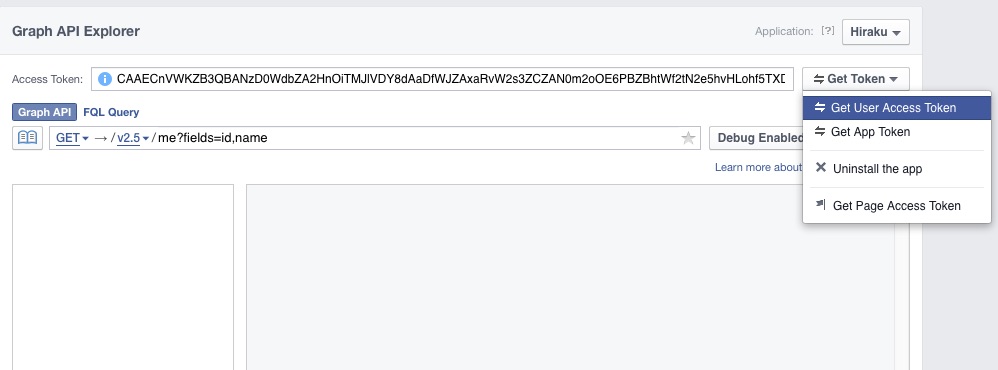 Graph API Explorer
Application: [?] Hiraku
Access Token: CAAECnVWKZB3QBANzD0WdbZA2HnOiTMJIVDY8dAaDfWJZAxaRvW2s3ZCZAN0m2oOE6PBZBhtWf2tN2e5hvHLohf5TXD
Get Token
Get User Access Token
Get App Token
Uninstall the app
Get Page Access Token
Graph API FQL Query
GET → / v2.5 / me?fields=id,name
Debug Enabled
Learn more about